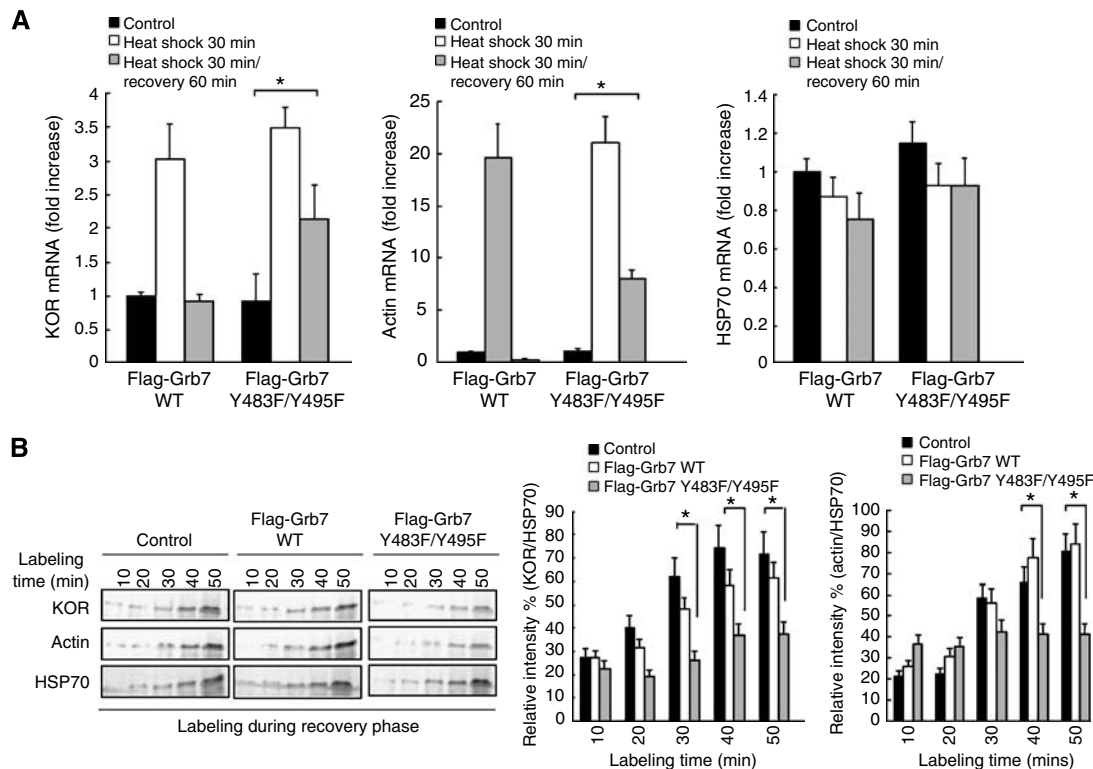 A
Control
Heat shock 30 min
Heat shock 30 min/
recovery 60 min
*
KOR mRNA (fold increase)
4
3.5
3
2.5
2
1.5
1
0.5
0
Flag-Grb7
WT
Flag-Grb7
Y483F/Y495F
Control
Heat shock 30 min
Heat shock 30 min/
recovery 60 min
*
Actin mRNA (fold increase)
25
20
15
10
5
0
Flag-Grb7
WT
Flag-Grb7
Y483F/Y495F
Control
Heat shock 30 min
Heat shock 30 min/
recovery 60 min
HSP70 mRNA (fold increase)
1.4
1.2
1
0.8
0.6
0.4
0.2
0
Flag-Grb7
WT
Flag-Grb7
Y483F/Y495F
B
Control
Flag-Grb7
WT
Flag-Grb7
Y483F/Y495F
Labeling
time (min)
10 20 30 40 50
10 20 30 40 50
10 20 30 40 50
KOR
Actin
HSP70
Labeling during recovery phase
Control
Flag-Grb7 WT
Flag-Grb7 Y483F/Y495F
* * *
Relative intensity % (KOR/HSP70)
90
80
70
60
50
40
30
20
10
0
10 20 30 40 50
Labeling time (min)
Control
Flag-Grb7 WT
Flag-Grb7 Y483F/Y495F
* *
Relative intensity % (actin/HSP70)
100
90
80
70
60
50
40
30
20
10
0
10 20 30 40 50
Labeling time (mins)